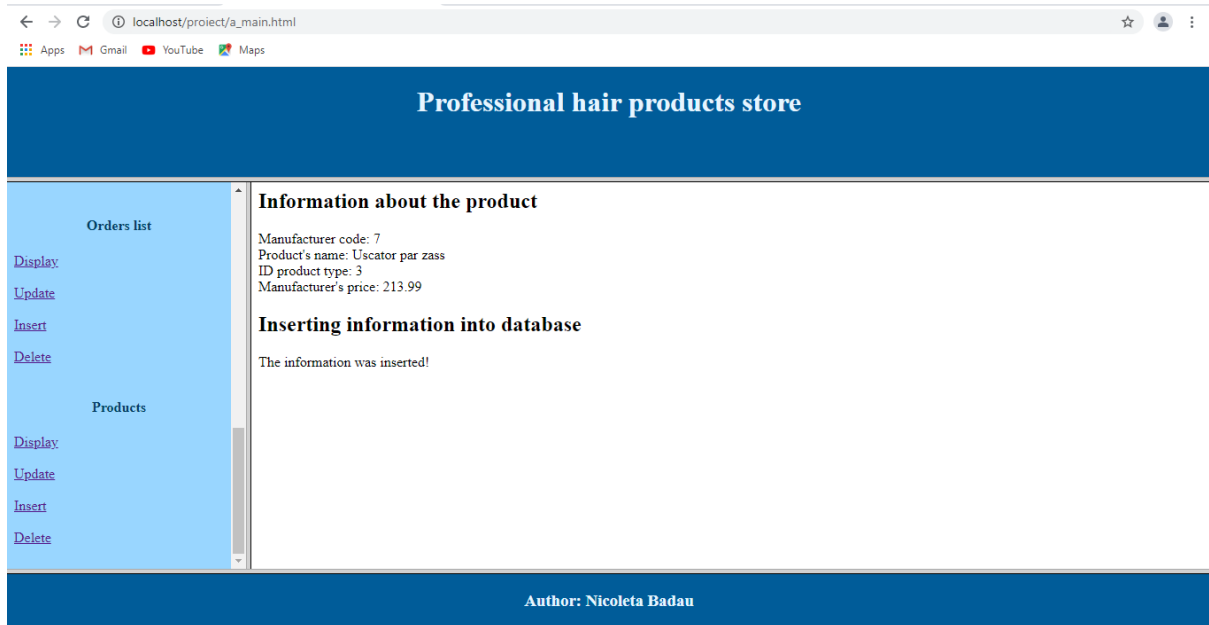 localhost/proiect/a_main.html
Apps Gmail YouTube Maps
Professional hair products store
Orders list
Display
Update
Insert
Delete
Products
Display
Update
Insert
Delete
Information about the product
Manufacturer code: 7
Product's name: Uscator par zass
ID product type: 3
Manufacturer's price: 213.99
Inserting information into database
The information was inserted!
Author: Nicoleta Badau